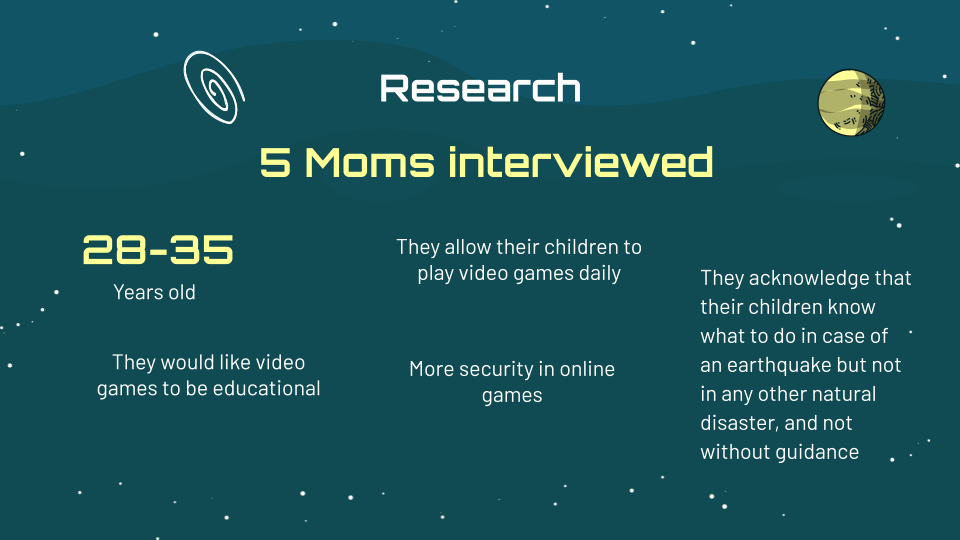 Research
5 Moms interviewed
28-35
Years old
They would like video
games to be educational
They allow their children to
play video games daily
More security in online
games
They acknowledge that
their children know
what to do in case of
an earthquake but not
in any other natural
disaster, and not
without guidance